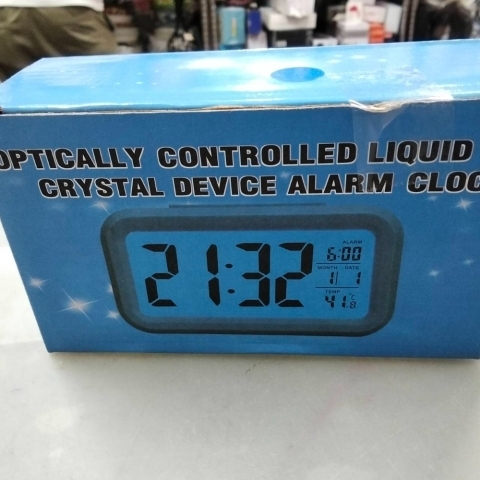 OPTICALLY CONTROLLED LIQUID
CRYSTAL DEVICE ALARM CLOC
ALARM
6:00
21:32
MONTH DATE
1 1
TEMP
41.8 °C